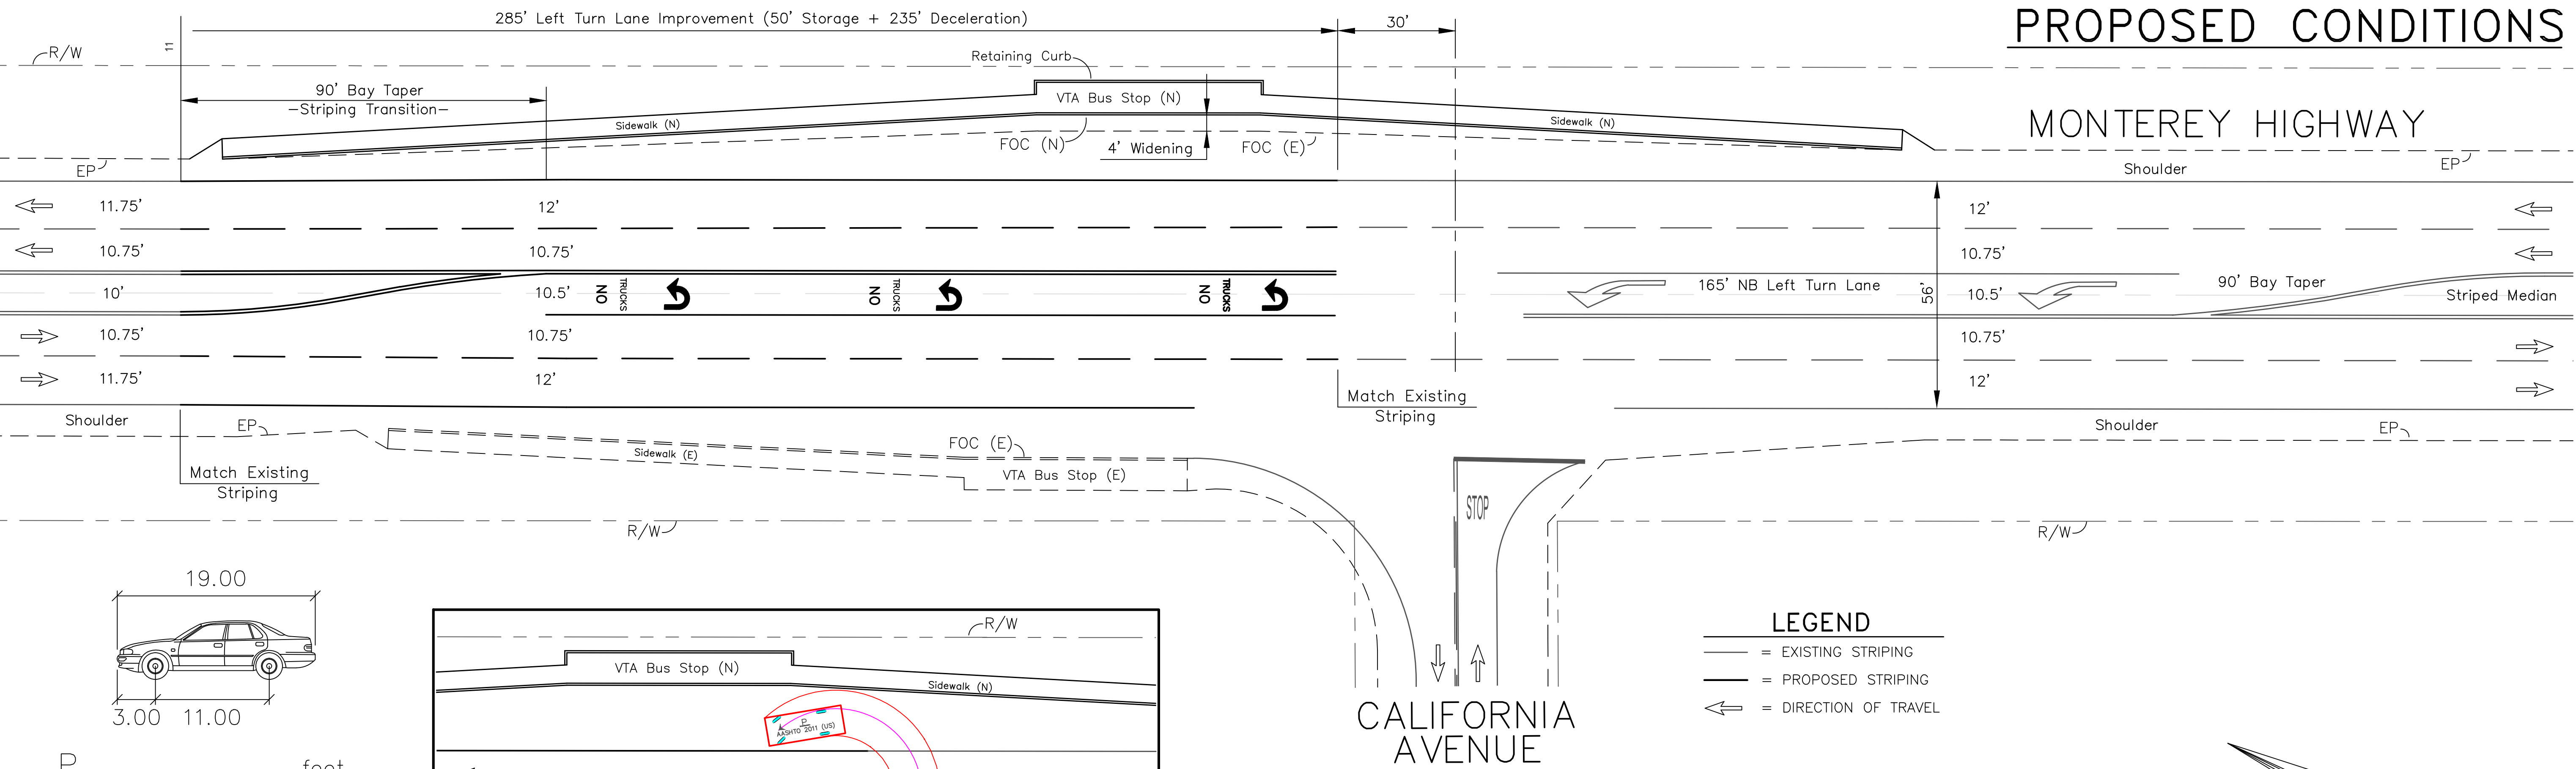 285' Left Turn Lane Improvement (50' Storage + 235' Deceleration)
30'
PROPOSED CONDITIONS
11
R/W
Retaining Curb
90' Bay Taper
-Striping Transition-
VTA Bus Stop (N)
Sidewalk (N)
Sidewalk (N)
MONTEREY HIGHWAY
FOC (N)
4' Widening
FOC (E)
EP
Shoulder
EP
11.75'
12'
12'
10.75'
10.75'
10.75'
10'
10.5'
NO
TRUCKS
NO
TRUCKS
NO
TRUCKS
165' NB Left Turn Lane
56'
10.5'
90' Bay Taper
Striped Median
10.75'
10.75'
10.75'
11.75'
12'
12'
Match Existing
Striping
Shoulder
EP
FOC (E)
Shoulder
EP
Sidewalk (E)
VTA Bus Stop (E)
Match Existing
Striping
STOP
R/W
R/W
19.00
3.00
11.00
P
feet
R/W
VTA Bus Stop (N)
Sidewalk (N)
P
AASHTO 2011 (US)
CALIFORNIA
AVENUE
LEGEND
= EXISTING STRIPING
= PROPOSED STRIPING
= DIRECTION OF TRAVEL